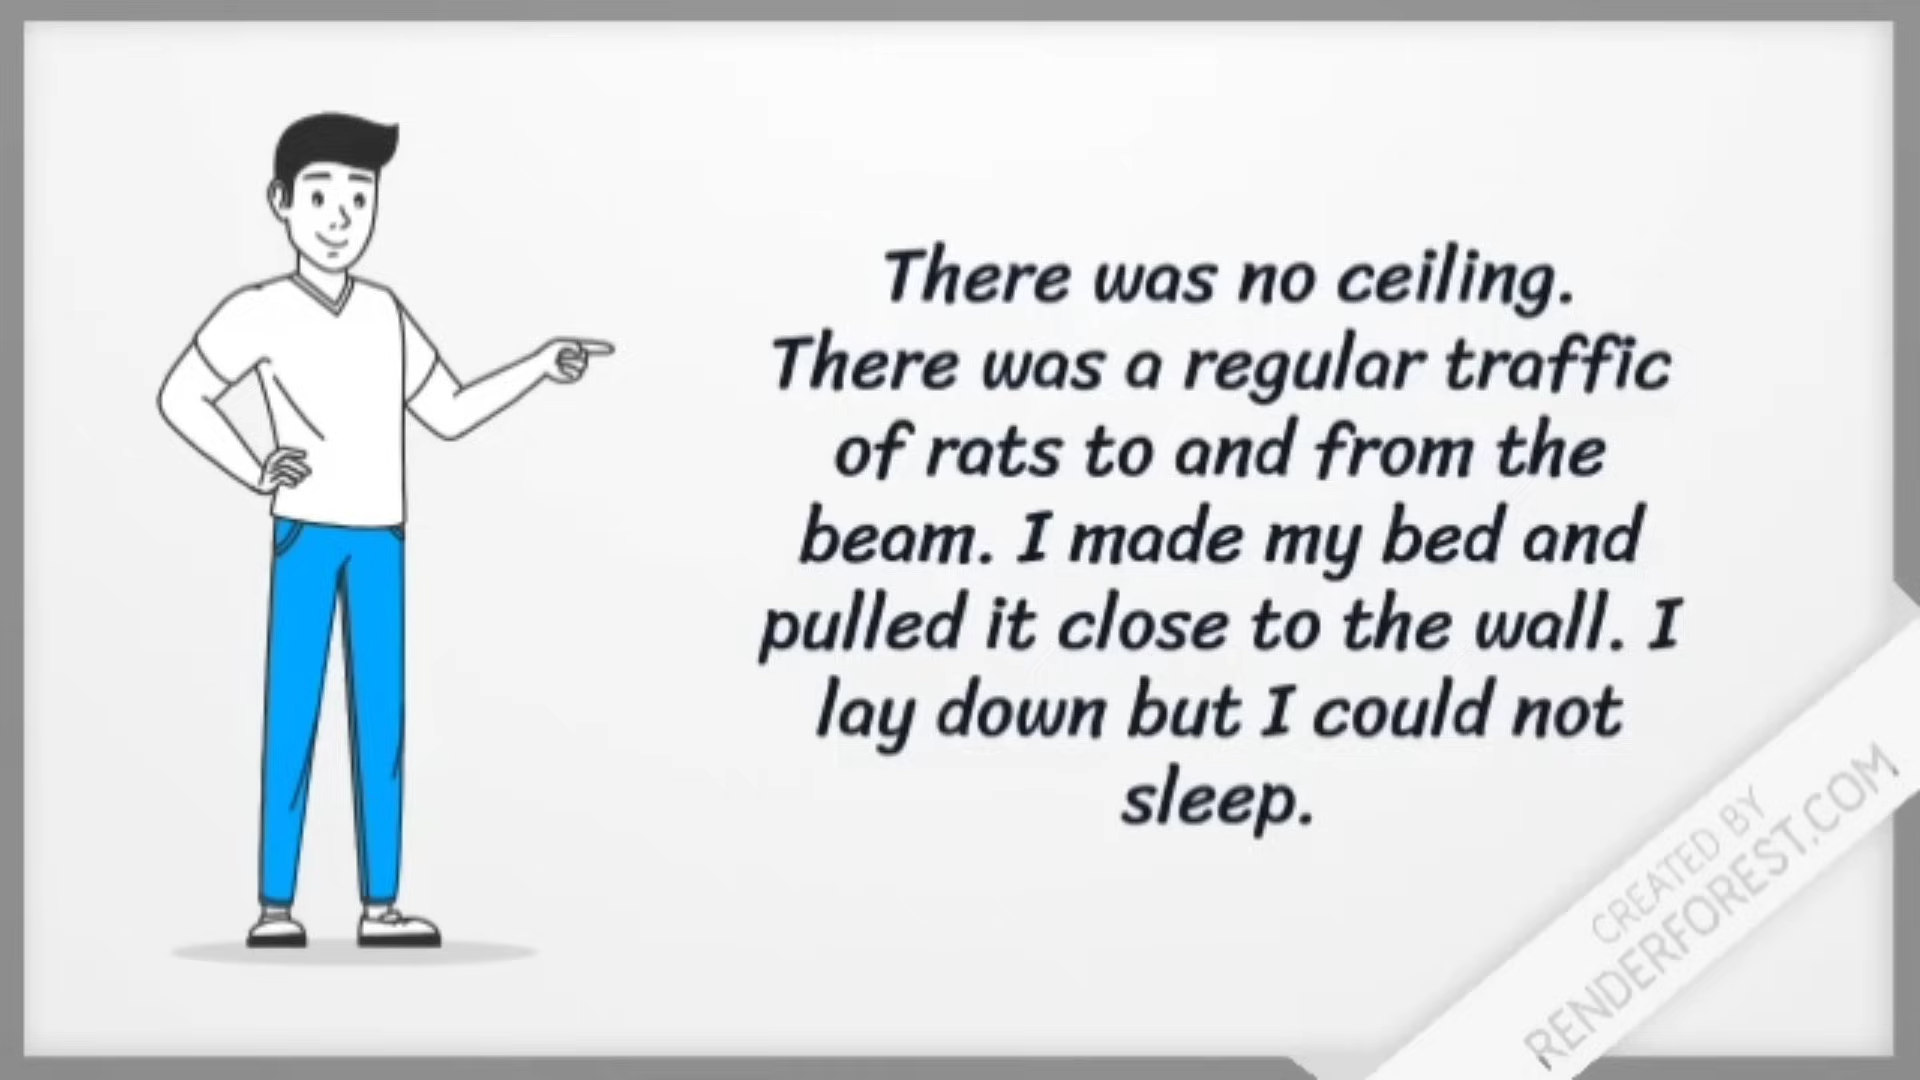 There was no ceiling.
There was a regular traffic
of rats to and from the
beam. I made my bed and
pulled it close to the wall. I
lay down but I could not
sleep.
CREATED BY
RENDERFOREST.COM